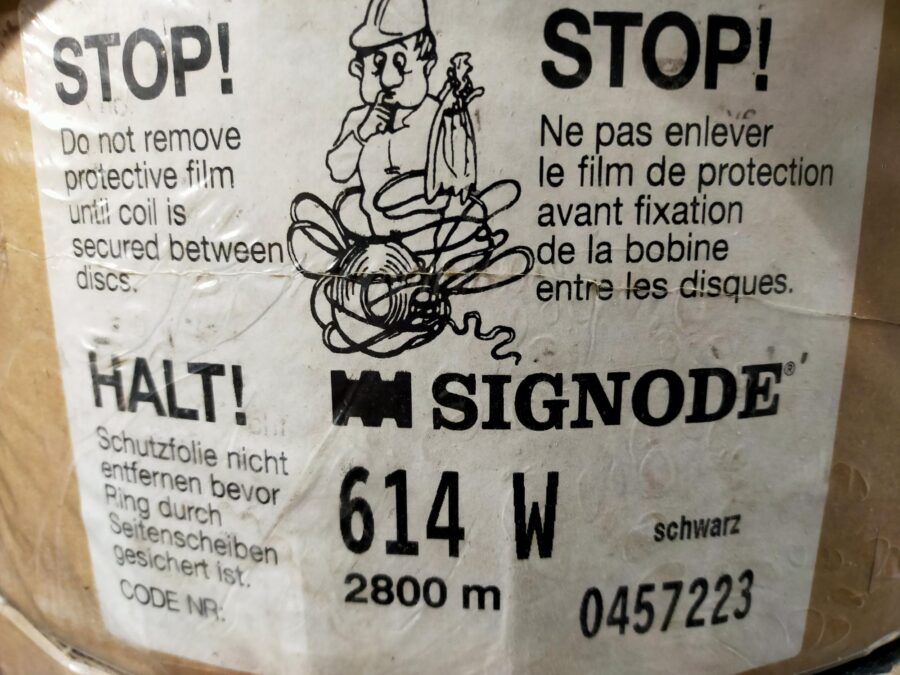 STOP!
Do not remove
protective film
until coil is
secured between
discs.
STOP!
Ne pas enlever
le film de protection
avant fixation
de la bobine
entre les disques.
HALT!
Schutzfolie nicht
entfernen bevor
Ring durch
Seitenscheiben
gesichert ist.
CODE NR:
SIGNODE®
614 W
schwarz
2800 m
0457223